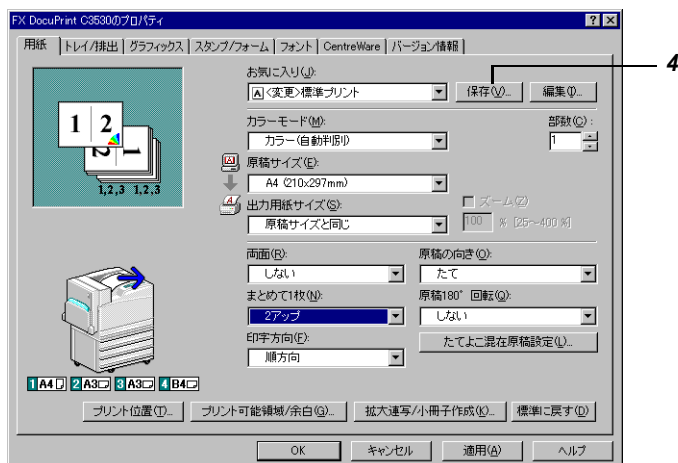 FX DocuPrint C3530のプロパティ
用紙 トレイ/排出 グラフィックス スタンプ/フォーム フォント CentreWare バージョン情報
お気に入り(J):
A <変更>標準プリント 保存(V)... 編集(I)... 4
カラーモード(M): 部数(C):
カラー(自動判別) 1
原稿サイズ(E):
A4 (210x297mm)
出力用紙サイズ(S): ズーム(Z)
原稿サイズと同じ 100 % [25～400 %]
1 2
1 2
1,2,3 1,2,3
両面(R): 原稿の向き(O):
しない たて
まとめて1枚(N): 原稿180° 回転(Q):
2アップ しない
印字方向(F): たてよこ混在原稿設定(L)...
順方向
1 A4 2 A3 3 A3 4 B4
プリント位置(T)... プリント可能領域/余白(G)... 拡大連写/小冊子作成(K)... 標準に戻す(D)
OK キャンセル 適用(A) ヘルプ